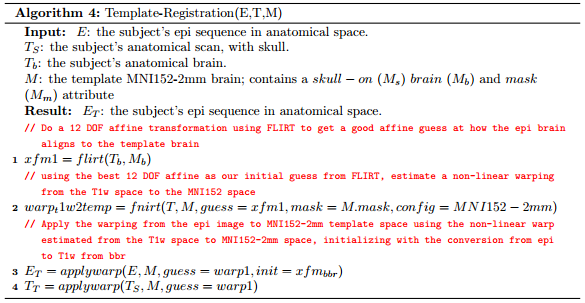 Algorithm 4: Template-Registration(E,T,M)
Input: E: the subject's epi sequence in anatomical space.
T_S: the subject's anatomical scan, with skull.
T_b: the subject's anatomical brain.
M: the template MNI152-2mm brain; contains a skull − on (M_s) brain (M_b) and mask
(M_m) attribute
Result: E_T: the subject's epi sequence in anatomical space.
// Do a 12 DOF affine transformation using FLIRT to get a good affine guess at how the epi brain
aligns to the template brain
1 xfm1 = flirt(T_b, M_b)
// using the best 12 DOF affine as our initial guess from FLIRT, estimate a non-linear warping
from the T1w space to the MNI152 space
2 warp_t1w2temp = fnirt(T, M, guess = xfm1, mask = M.mask, config = MNI152 − 2mm)
// Apply the warping from the epi image to MNI152-2mm template space using the non-linear warp
estimated from the T1w space to MNI152-2mm space, initializing with the conversion from epi
to T1w from bbr
3 E_T = applywarp(E, M, guess = warp1, init = xfm_bbr)
4 T_T = applywarp(T_S, M, guess = warp1)